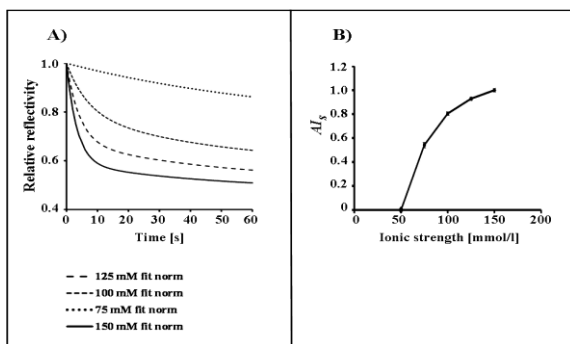 A)
Relative reflectivity
1.0
0.8
0.6
0.4
0 10 20 30 40 50 60
Time [s]
125 mM fit norm
100 mM fit norm
75 mM fit norm
150 mM fit norm
B)
AIs
1.2
1.0
0.8
0.6
0.4
0.2
0
0 50 100 150 200
Ionic strength [mmol/l]